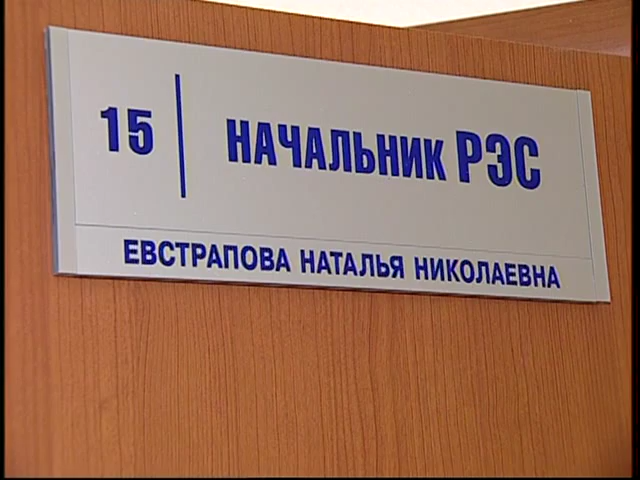 15 НАЧАЛЬНИК РЭС
ЕВСТРАПОВА НАТАЛЬЯ НИКОЛАЕВНА